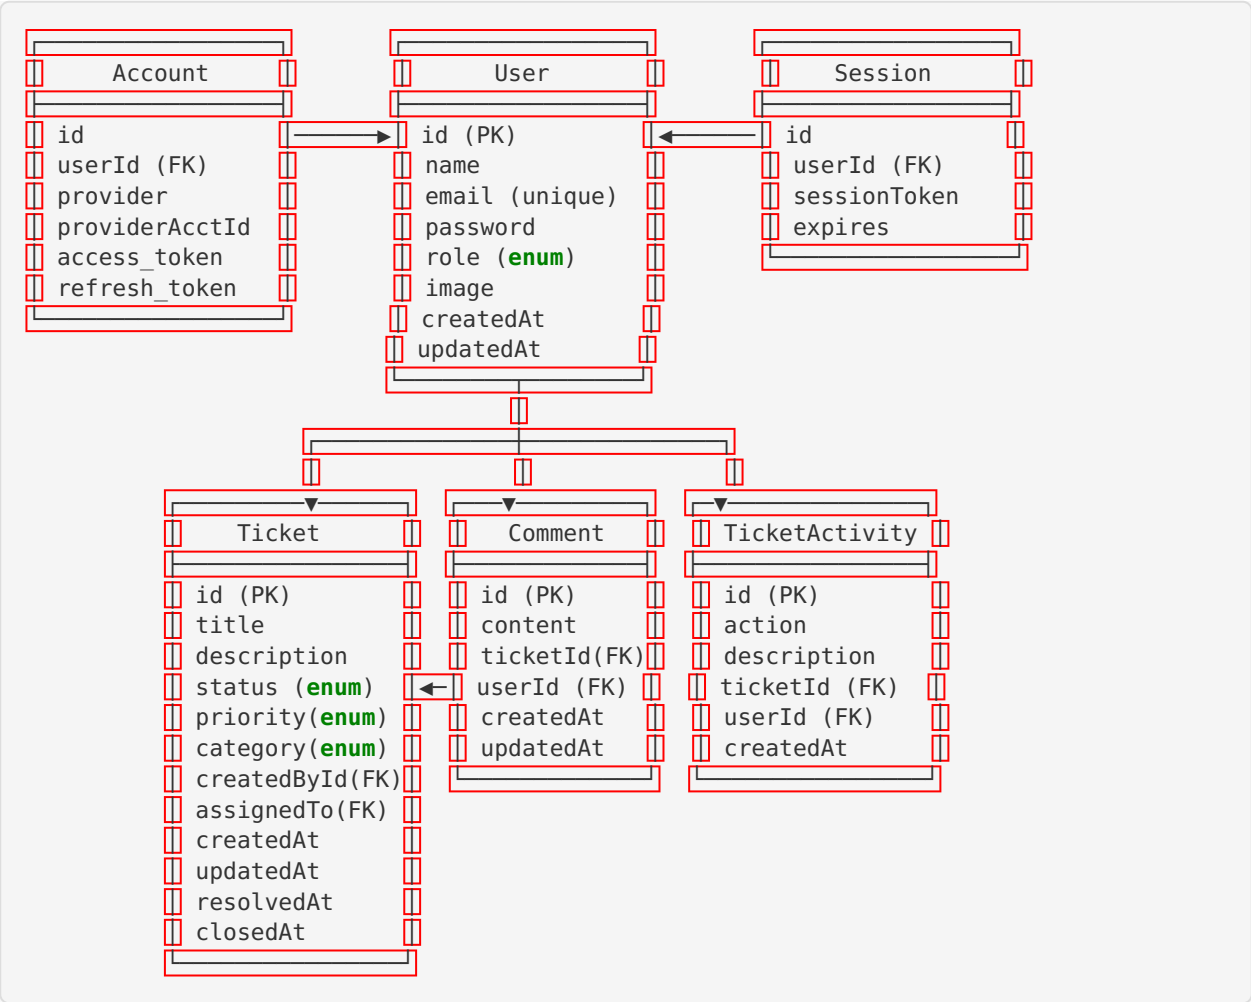 Account User Session
id id (PK) id
userId (FK) name userId (FK)
provider email (unique) sessionToken
providerAcctId password expires
access_token role (enum)
refresh_token image
createdAt
updatedAt
Ticket Comment TicketActivity
id (PK) id (PK) id (PK)
title content action
description ticketId(FK) description
status (enum) userId (FK) ticketId (FK)
priority(enum) createdAt userId (FK)
category(enum) updatedAt createdAt
createdById(FK)
assignedTo(FK)
createdAt
updatedAt
resolvedAt
closedAt